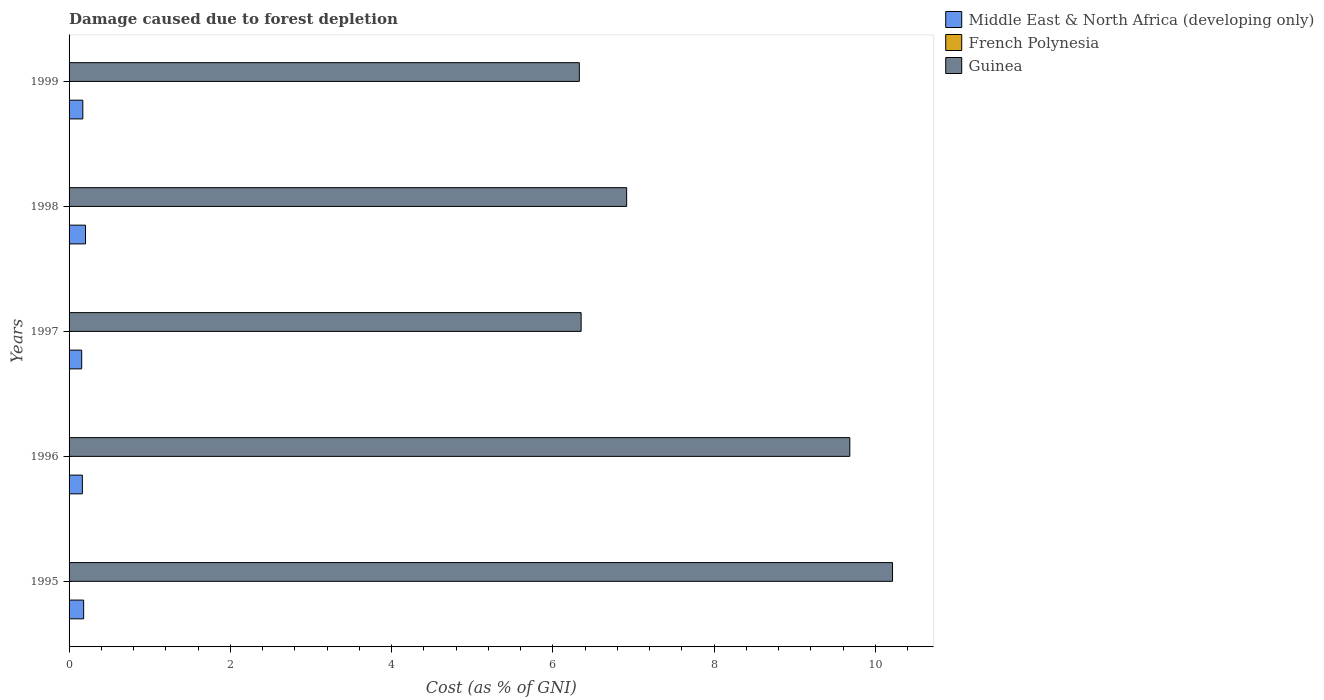 Damage caused due to forest depletion
Middle East & North Africa (developing only)
French Polynesia
Guinea
1999
1998
1997
1996
1995
Years
0
2
4
6
8
10
Cost (as % of GNI)